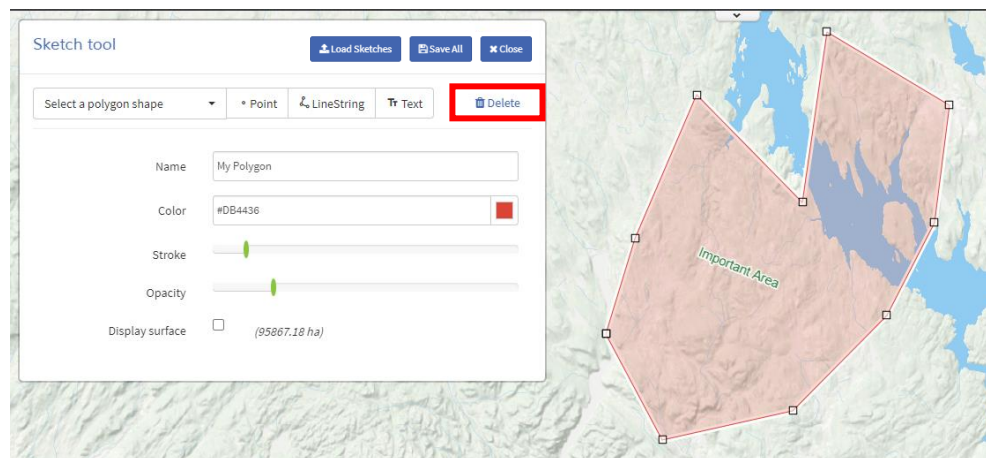 Sketch tool
Load Sketches
Save All
Close
Select a polygon shape
Point
LineString
Tr Text
Delete
Name
My Polygon
Color
#DB4436
Stroke
Opacity
Display surface
(95867.18 ha)
Important Area